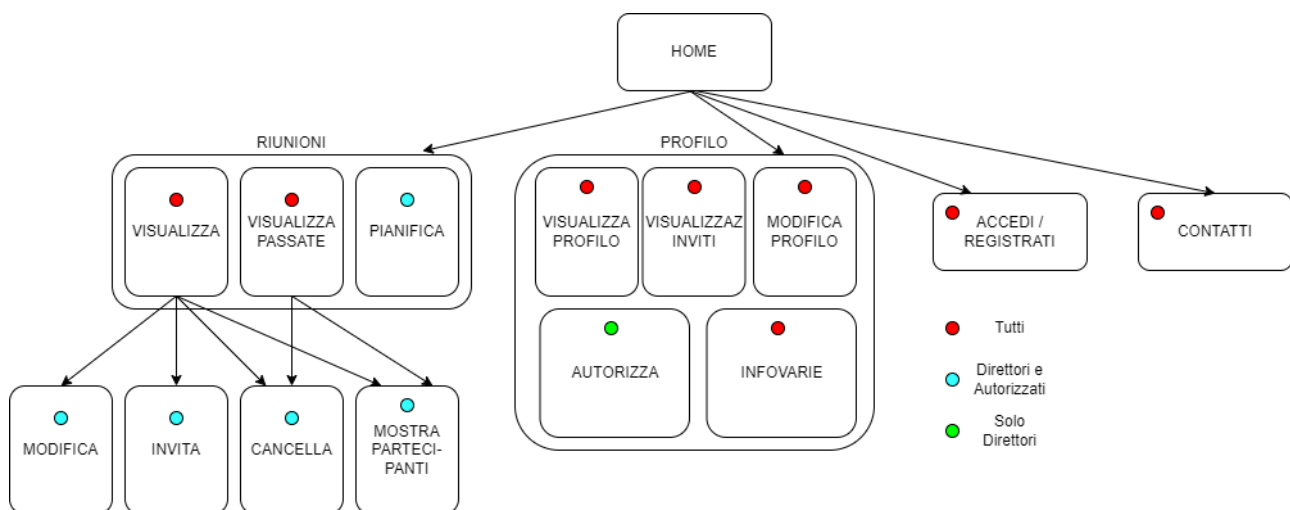 HOME
RIUNIONI
PROFILO
VISUALIZZA
VISUALIZZA
PASSATE
PIANIFICA
VISUALIZZA
PROFILO
VISUALIZZAZ
INVITI
MODIFICA
PROFILO
ACCEDI /
REGISTRATI
CONTATTI
AUTORIZZA
INFOVARIE
Tutti
Direttori e
Autorizzati
Solo
Direttori
MODIFICA
INVITA
CANCELLA
MOSTRA
PARTECI-
PANTI